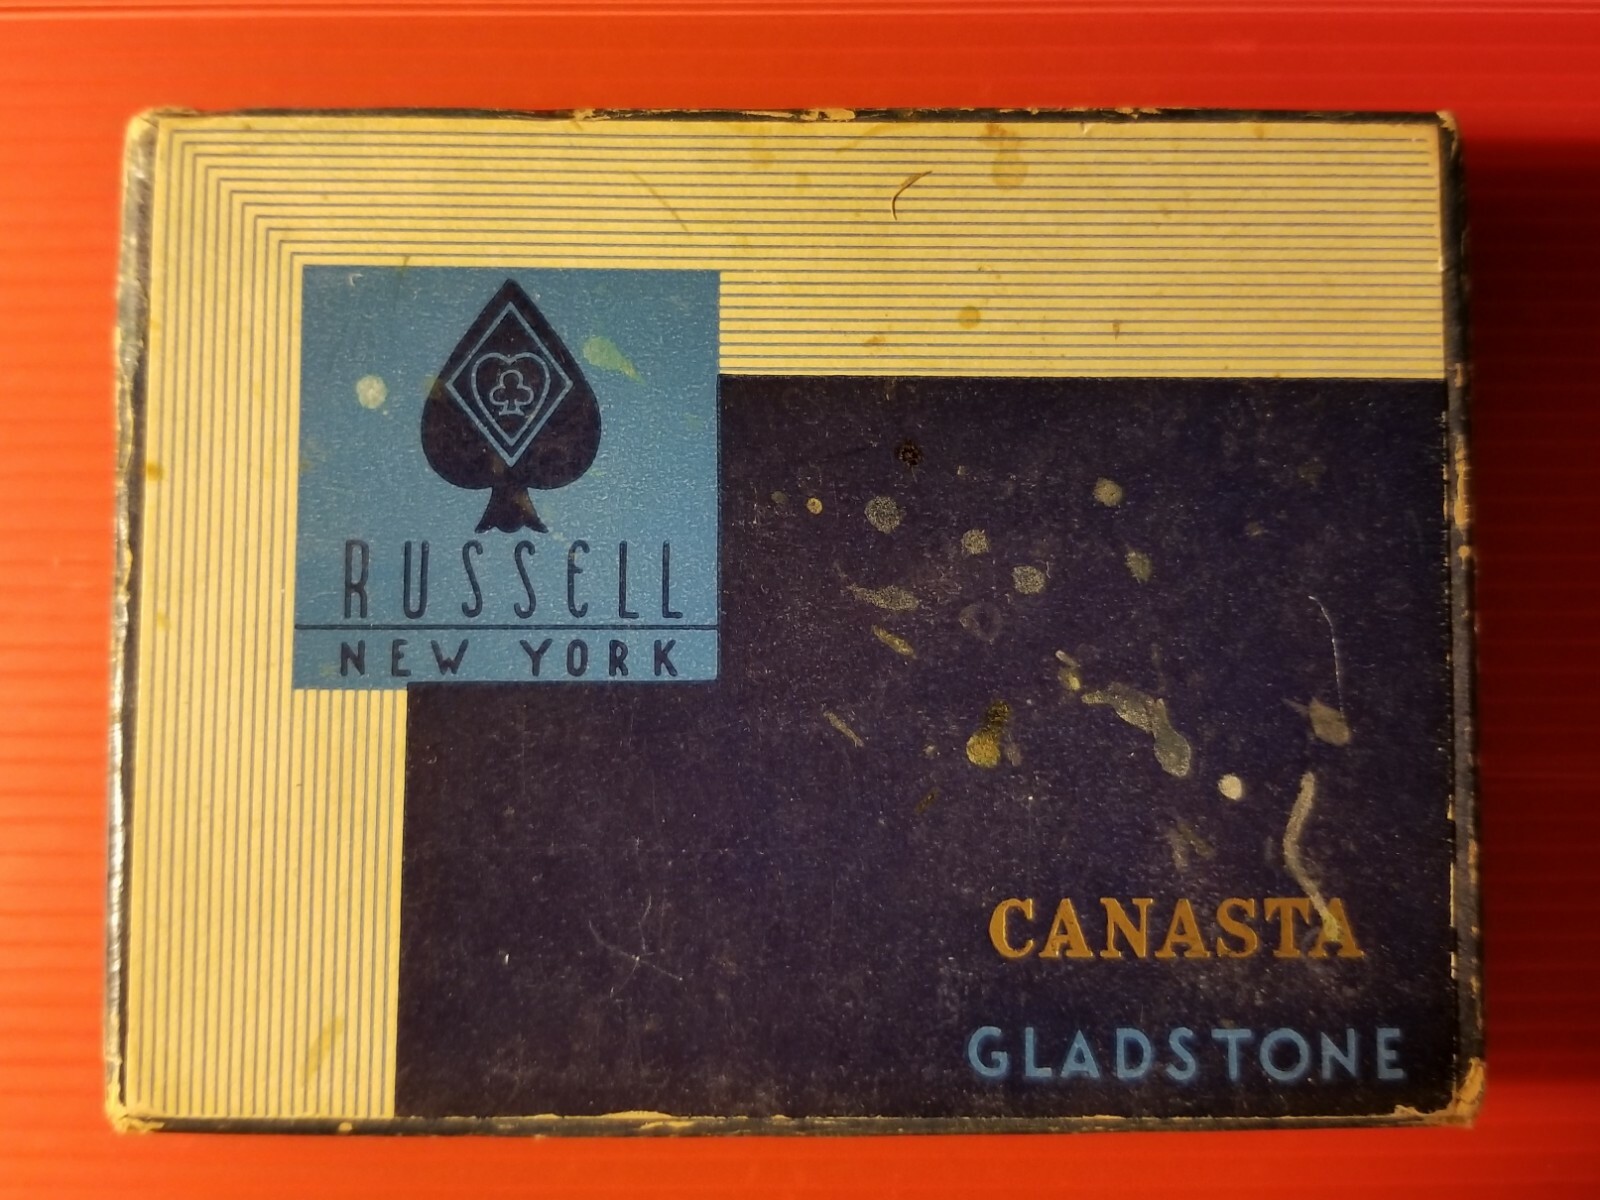 RUSSELL
NEW YORK
CANASTA
GLADSTONE